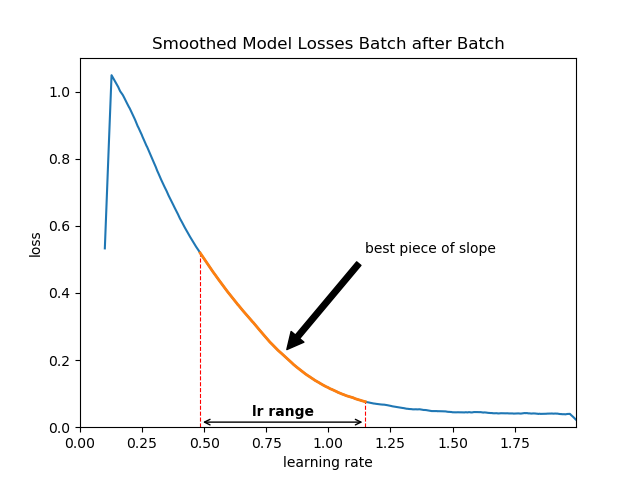 Smoothed Model Losses Batch after Batch
1.0
0.8
0.6
0.4
0.2
0.0
loss
best piece of slope
lr range
0.00 0.25 0.50 0.75 1.00 1.25 1.50 1.75
learning rate